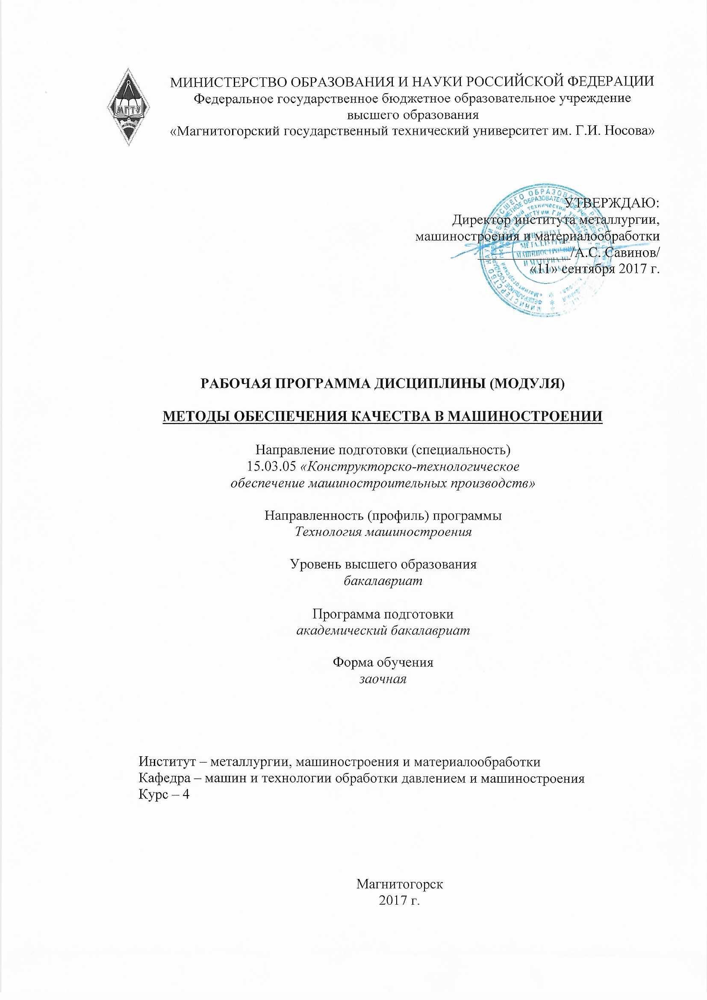 МИНИСТЕРСТВО ОБРАЗОВАНИЯ И НАУКИ РОССИЙСКОЙ ФЕДЕРАЦИИ
Федеральное государственное бюджетное образовательное учреждение
высшего образования
«Магнитогорский государственный технический университет им. Г.И. Носова»
МГТУ
УТВЕРЖДАЮ:
Директор института металлургии,
машиностроения и материалообработки
/А.С. Савинов/
«11» сентября 2017 г.
РАБОЧАЯ ПРОГРАММА ДИСЦИПЛИНЫ (МОДУЛЯ)
МЕТОДЫ ОБЕСПЕЧЕНИЯ КАЧЕСТВА В МАШИНОСТРОЕНИИ
Направление подготовки (специальность)
15.03.05 «Конструкторско-технологическое
обеспечение машиностроительных производств»
Направленность (профиль) программы
Технология машиностроения
Уровень высшего образования
бакалавриат
Программа подготовки
академический бакалавриат
Форма обучения
заочная
Институт – металлургии, машиностроения и материалообработки
Кафедра – машин и технологии обработки давлением и машиностроения
Курс – 4
Магнитогорск
2017 г.